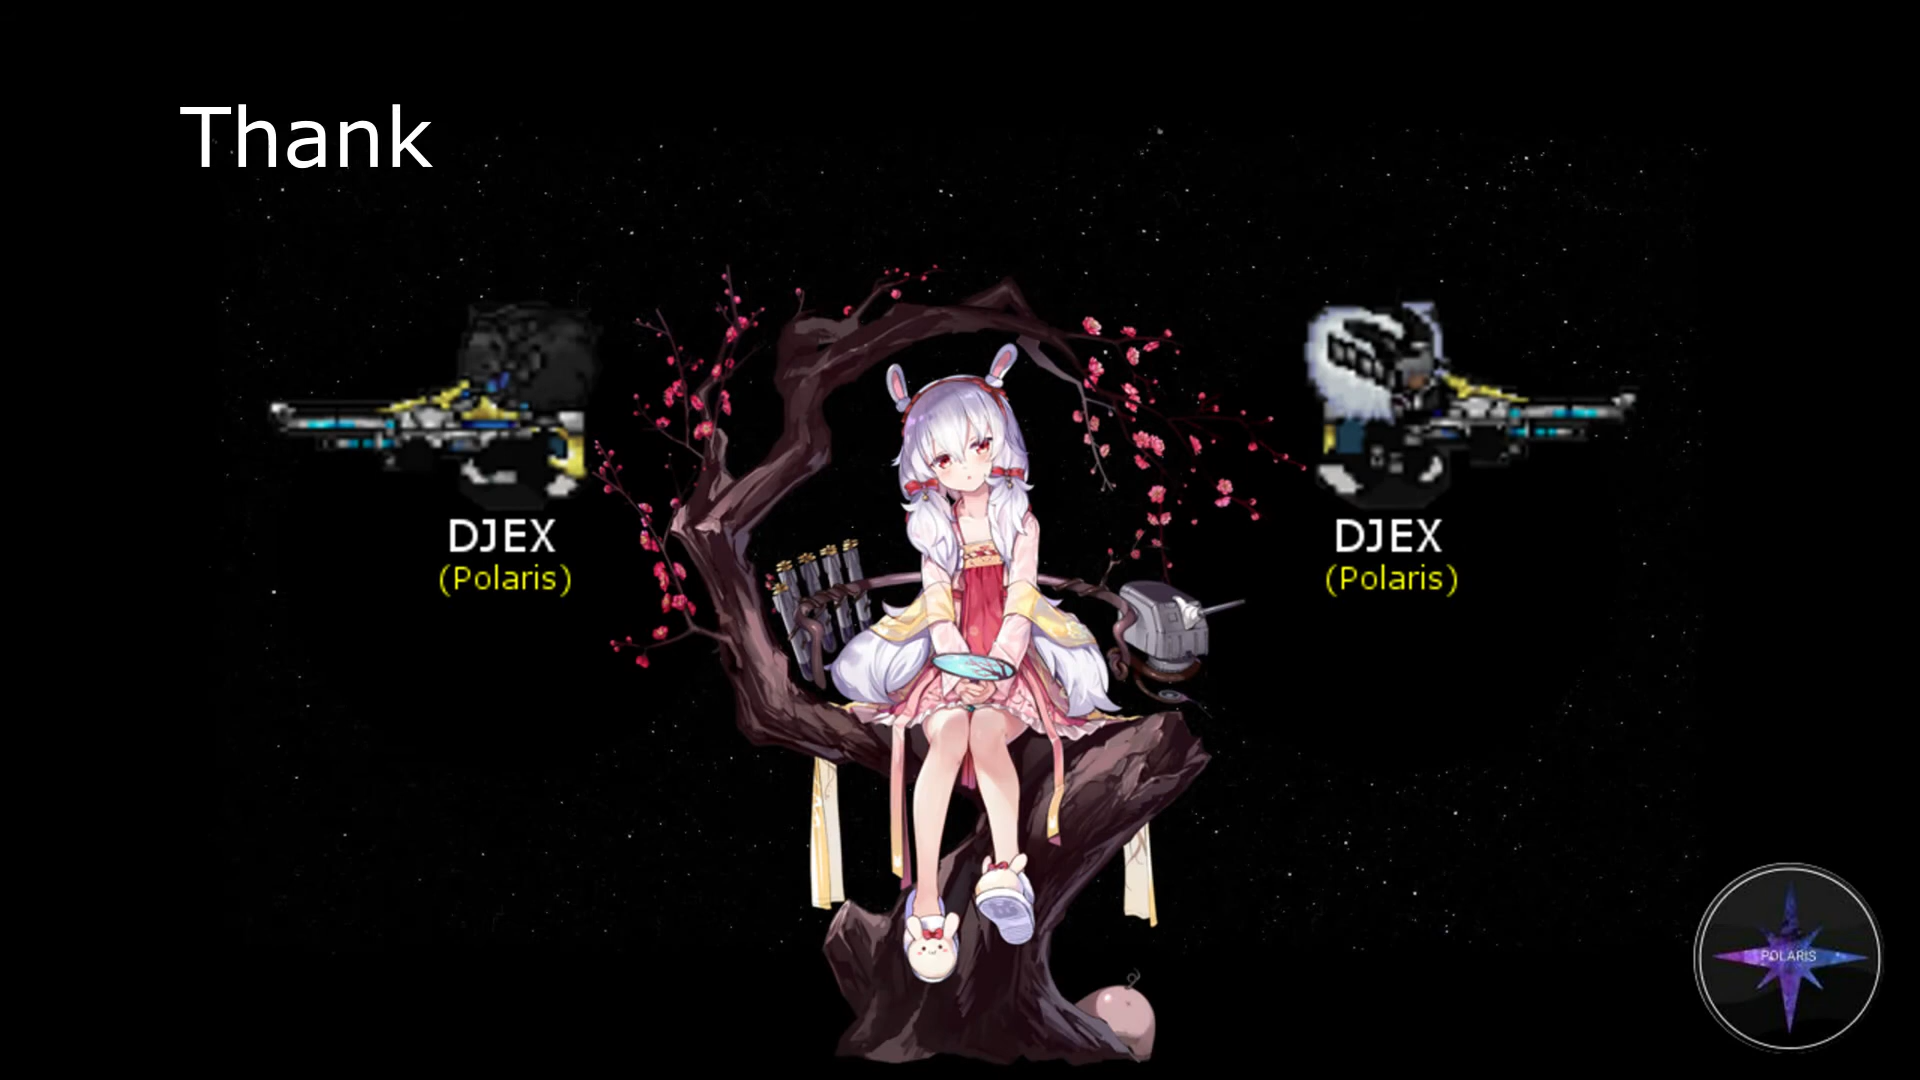 Thank
DJEX
(Polaris)
DJEX
(Polaris)
POLARIS